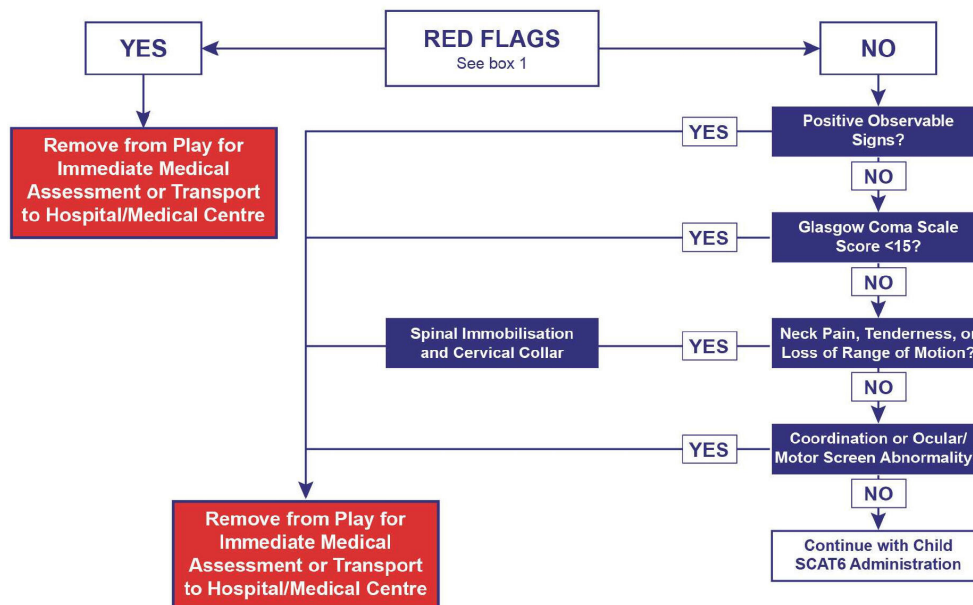 YES
RED FLAGS
See box 1
NO
Remove from Play for
Immediate Medical
Assessment or Transport
to Hospital/Medical Centre
YES
Positive Observable
Signs?
NO
YES
Glasgow Coma Scale
Score <15?
NO
Spinal Immobilisation
and Cervical Collar
YES
Neck Pain, Tenderness, or
Loss of Range of Motion?
NO
YES
Coordination or Ocular/
Motor Screen Abnormality
NO
Remove from Play for
Immediate Medical
Assessment or Transport
to Hospital/Medical Centre
Continue with Child
SCAT6 Administration